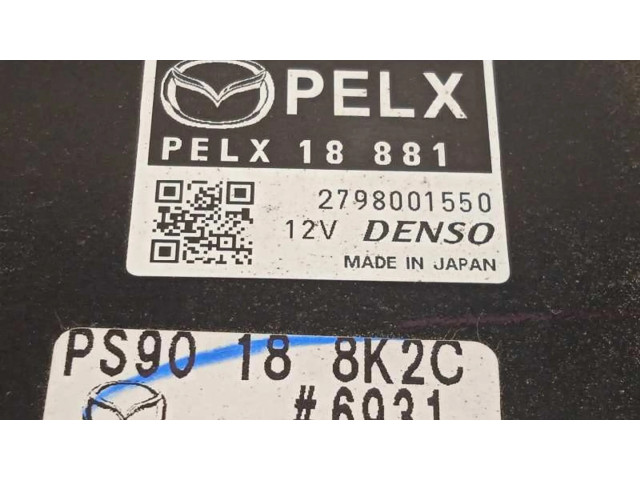 PELX
PELX 18 881
2798001550
12V DENSO
MADE IN JAPAN
PS90 18 8K2C
#6931